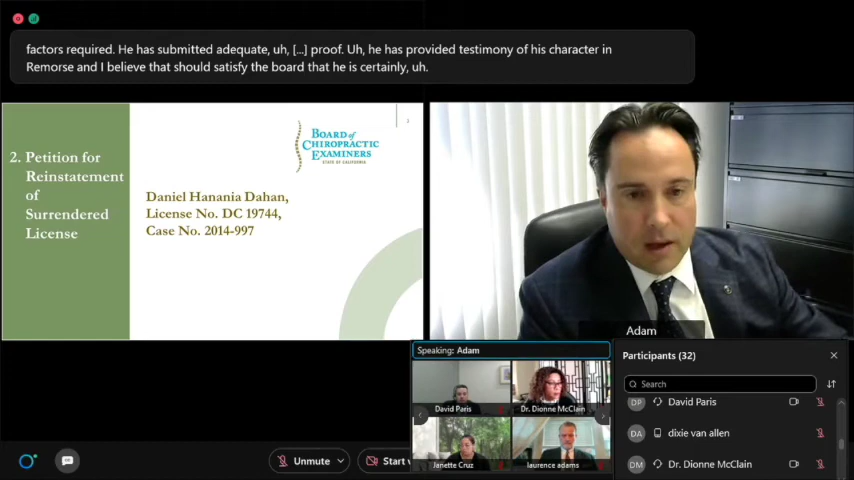 factors required. He has submitted adequate, uh, [...] proof. Uh, he has provided testimony of his character in
Remorse and I believe that should satisfy the board that he is certainly, uh.
2. Petition for
Reinstatement
of
Surrendered
License
BOARD of
CHIROPRACTIC
EXAMINERS
STATE OF CALIFORNIA
2
Daniel Hanania Dahan,
License No. DC 19744,
Case No. 2014-997
Adam
Speaking: Adam
David Paris
Dr. Dionne McClain
Janette Cruz
laurence adams
Participants (32)
Search
DP David Paris
DA dixie van allen
DM Dr. Dionne McClain
Unmute
Start